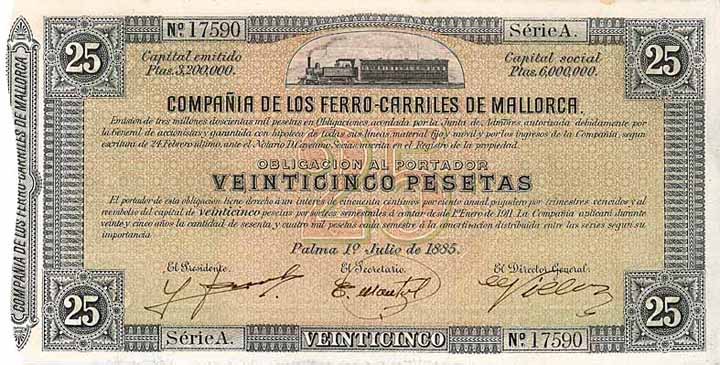 Nº 17590
Série A.
25
25
Capital emitido
Ptas. 3,200,000.
Capital social
Ptas. 6,000,000.
COMPAÑIA DE LOS FERRO-CARRILES DE MALLORCA
COMPAÑIA DE LOS FERRO-CARRILES DE MALLORCA.
Emisión de tres millones doscientas mil pesetas en Obligaciones acordada por la Junta de autorizada debidamente por
la General de accionistas y garantida con hipoteca de todas sus lineas material fijo y movil y por los ingresos de la Compañia, segun
escritura de 24 Febrero último, ante el Notario D. Cayetano Socias inscrita en el Registro de la propiedad.
OBLIGACION AL PORTADOR
VEINTICINCO PESETAS
El portador de esta obligacion tiene derecho á un interés de cincuenta céntimos por ciento anual, pagadero por trimestres vencidos y al
reembolso del capital de veinticinco pesetas por sorteos semestrales á contar desde 1º Enero de 1911. La Compañia aplicará durante
veinte y cinco años la cantidad de sesenta y cuatro mil pesetas cada semestre á la amortisacion distribuida entre las séries segun su
importancia.
Palma 1º Julio de 1885.
El Presidente.
El Secretario.
El Director General.
25
25
Série A.
VEINTICINCO
Nº 17590